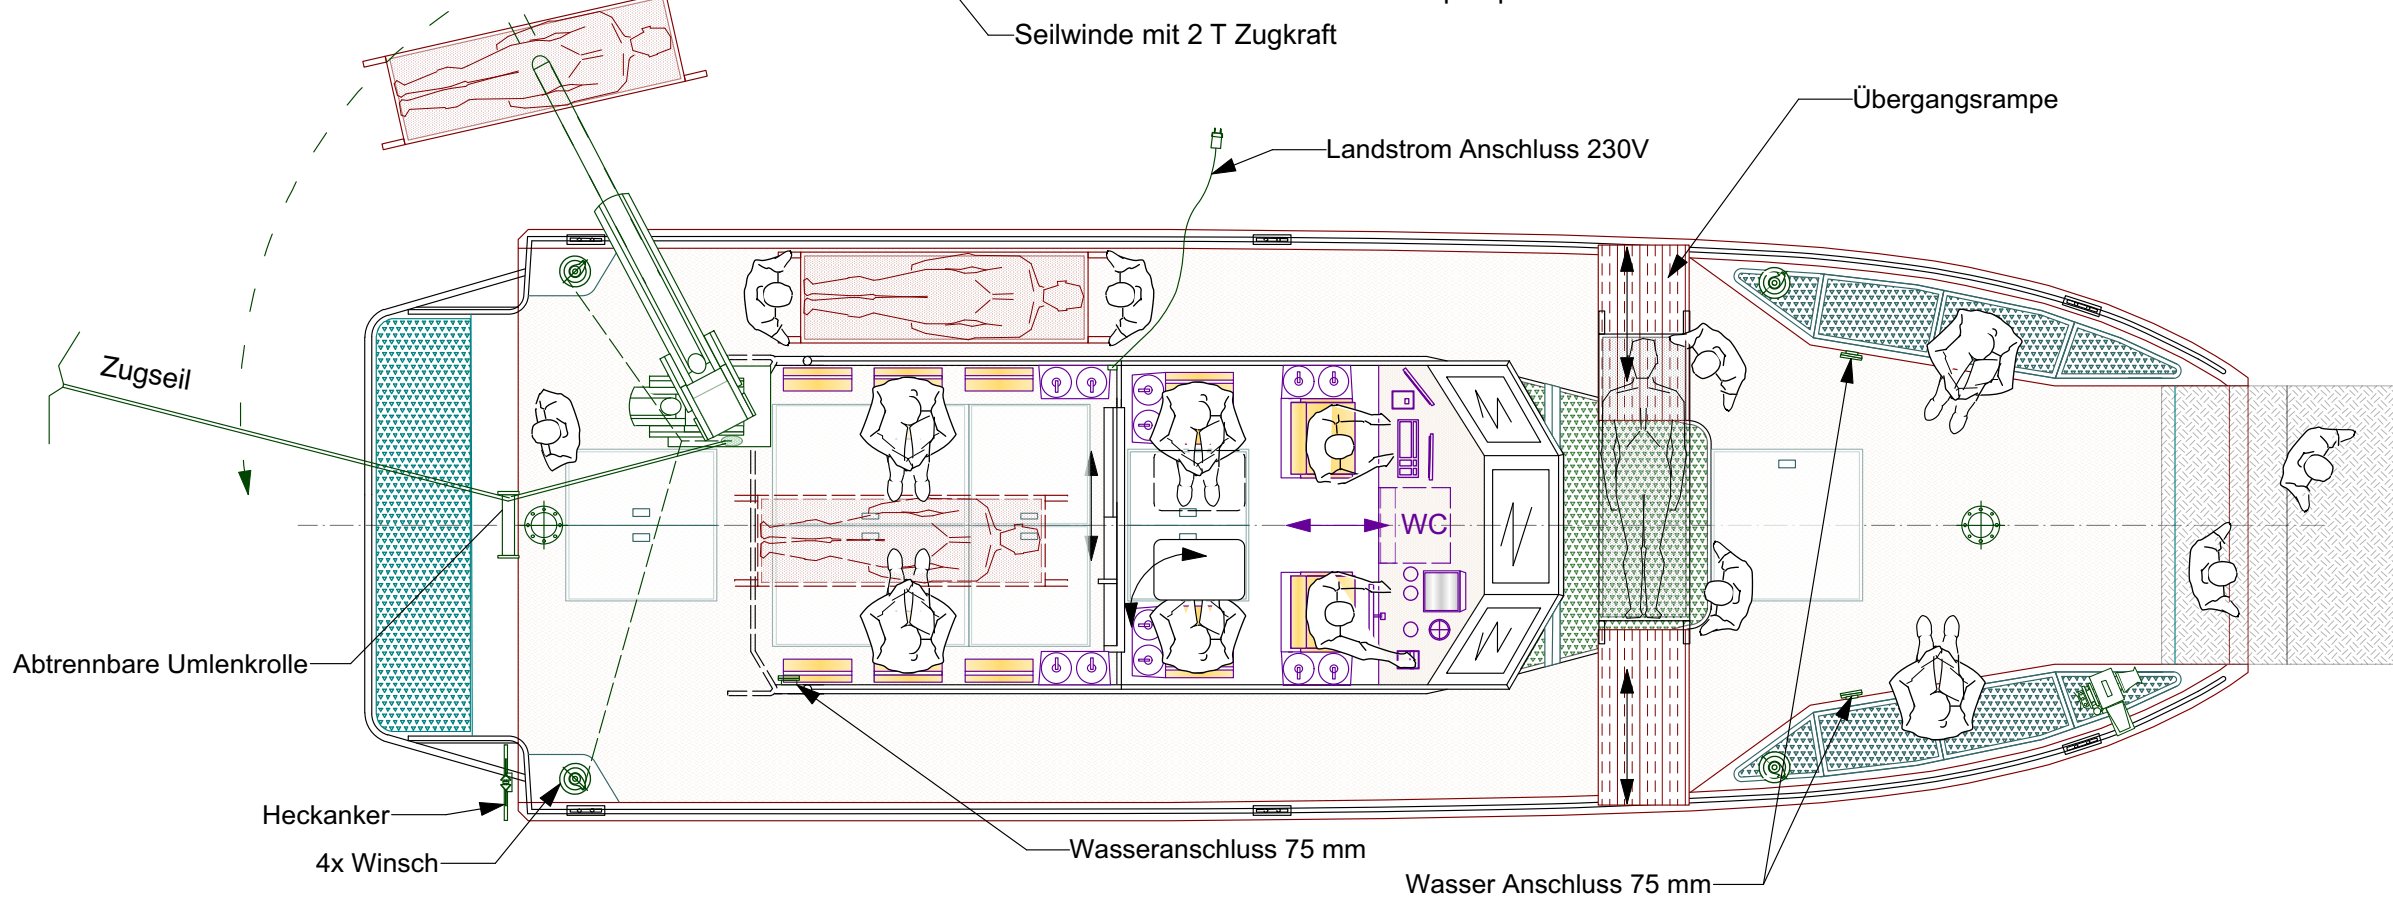 Seilwinde mit 2 T Zugkraft
Übergangsrampe
Landstrom Anschluss 230V
Zugseil
WC
Abtrennbare Umlenkrolle
Heckanker
4x Winsch
Wasseranschluss 75 mm
Wasser Anschluss 75 mm